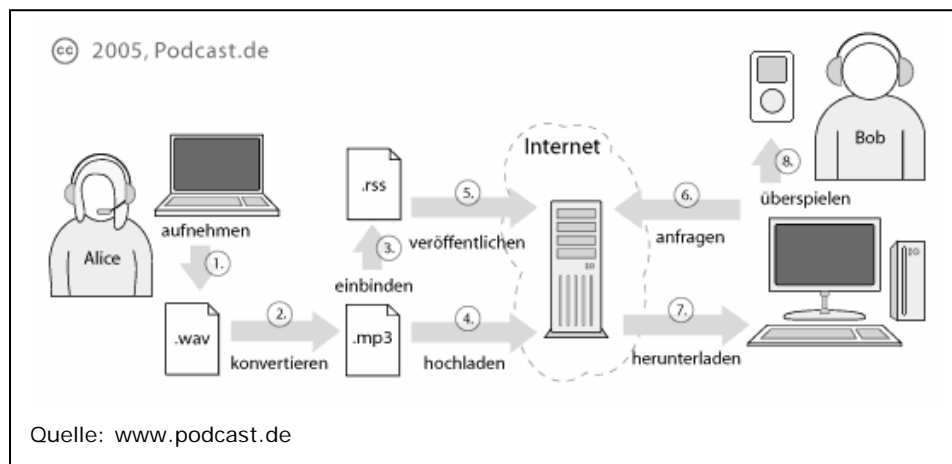 cc 2005, Podcast.de
Alice
aufnehmen
1.
.wav
2.
konvertieren
.mp3
3.
einbinden
.rss
4.
hochladen
5.
veröffentlichen
Internet
6.
anfragen
7.
herunterladen
8.
überspielen
Bob
Quelle: www.podcast.de